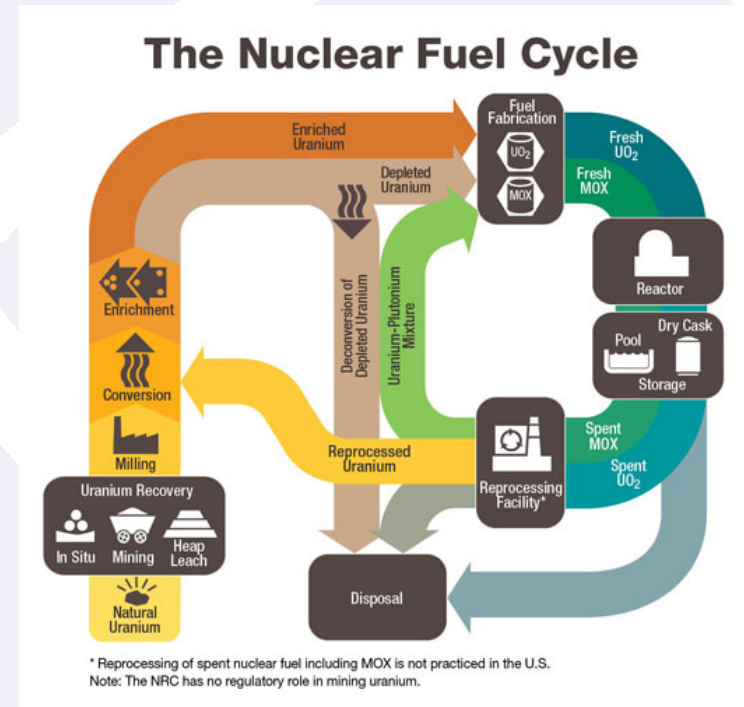 The Nuclear Fuel Cycle
Enriched
Uranium
Depleted
Uranium
Fuel
Fabrication
UO₂
MOX
Fresh
UO₂
Fresh
MOX
Reactor
Pool
Dry Cask
Storage
Enrichment
Conversion
Milling
Uranium Recovery
In Situ
Mining
Heap
Leach
Natural
Uranium
Deconversion of
Depleted Uranium
Uranium-Plutonium
Mixture
Reprocessed
Uranium
Reprocessing
Facility*
Spent
MOX
Spent
UO₂
Disposal
* Reprocessing of spent nuclear fuel including MOX is not practiced in the U.S.
Note: The NRC has no regulatory role in mining uranium.